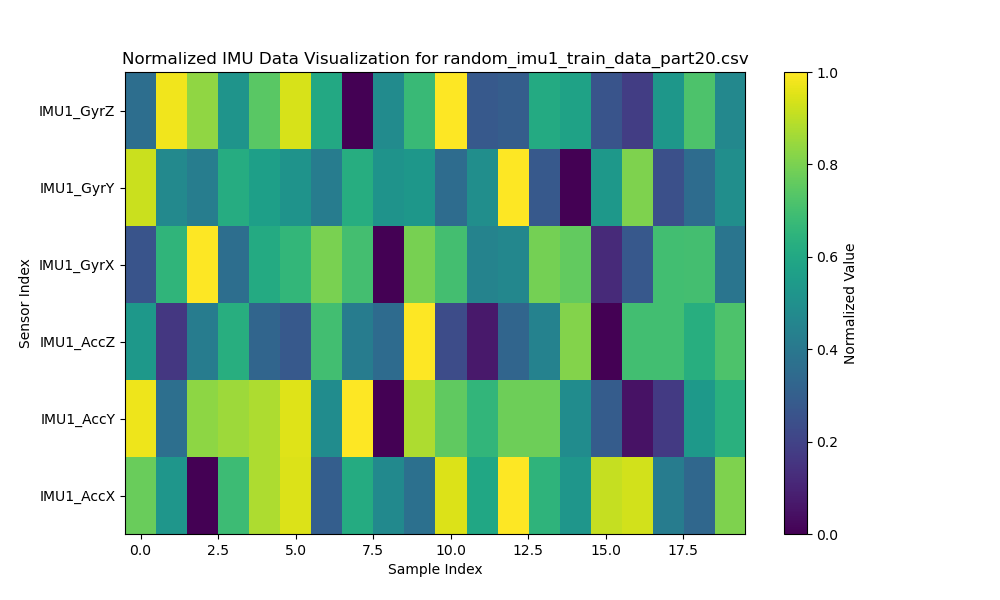 Normalized IMU Data Visualization for random_imu1_train_data_part20.csv
IMU1_GyrZ
IMU1_GyrY
IMU1_GyrX
IMU1_AccZ
IMU1_AccY
IMU1_AccX
Sensor Index
0.0 2.5 5.0 7.5 10.0 12.5 15.0 17.5
Sample Index
1.0
0.8
0.6
0.4
0.2
0.0
Normalized Value